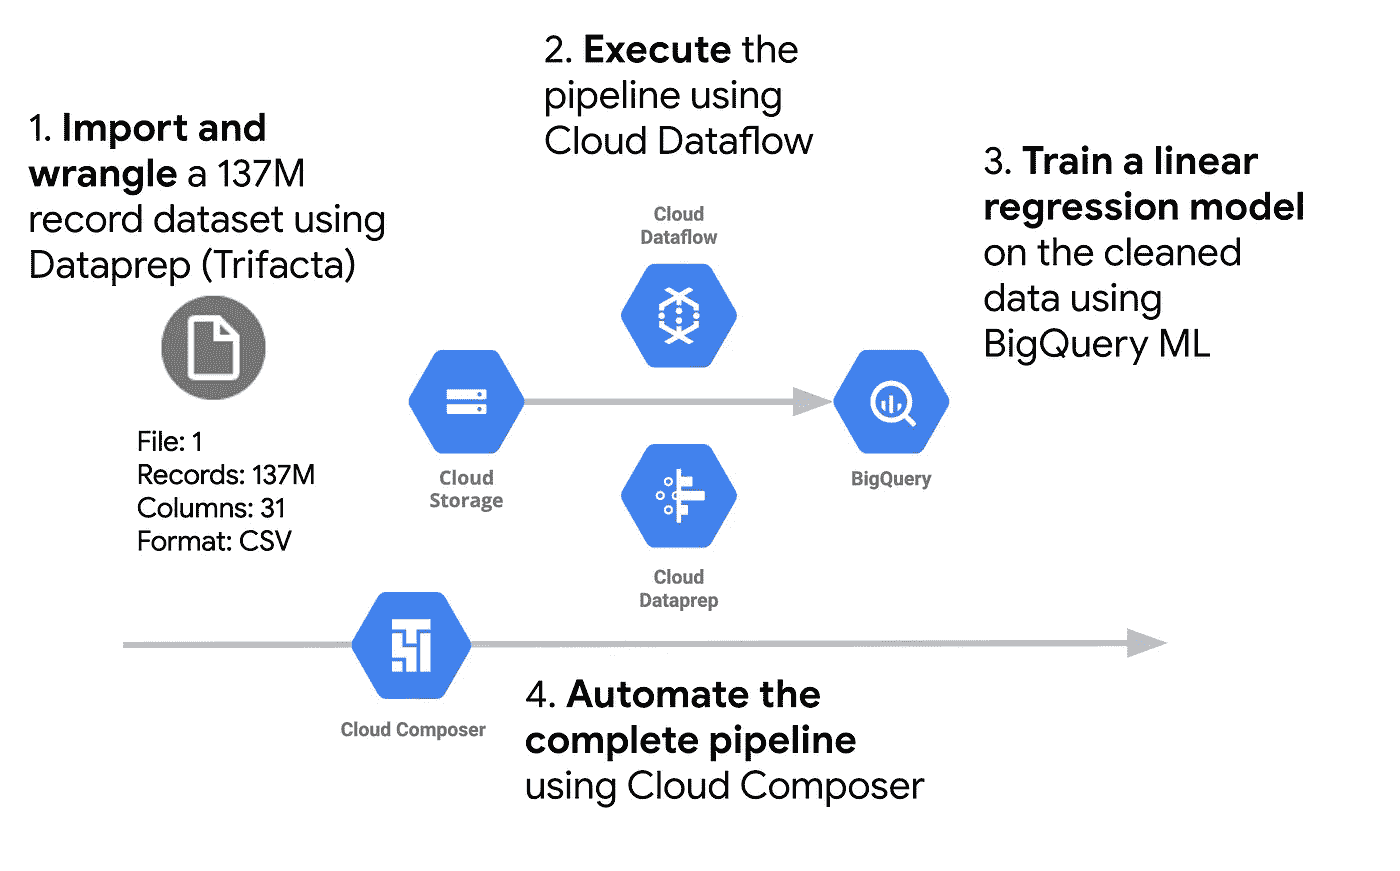 1. Import and
wrangle a 137M
record dataset using
Dataprep (Trifacta)
File: 1
Records: 137M
Columns: 31
Format: CSV
2. Execute the
pipeline using
Cloud Dataflow
Cloud
Dataflow
Cloud
Storage
Cloud
Dataprep
BigQuery
3. Train a linear
regression model
on the cleaned
data using
BigQuery ML
Cloud Composer
4. Automate the
complete pipeline
using Cloud Composer